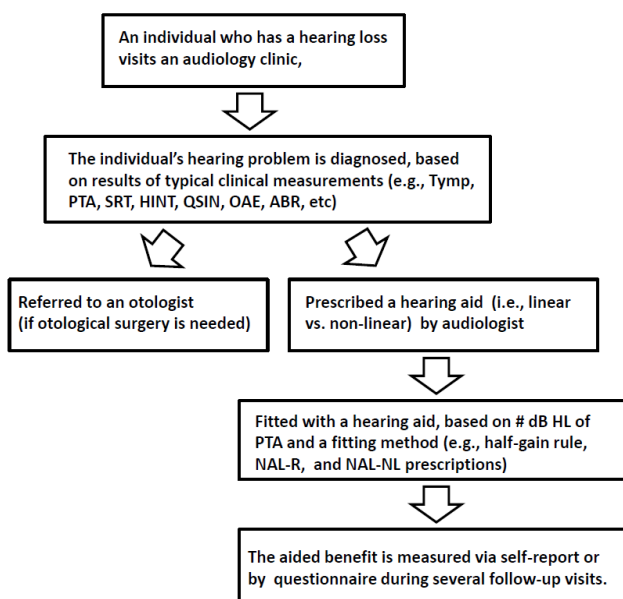 An individual who has a hearing loss
visits an audiology clinic,
The individual's hearing problem is diagnosed, based
on results of typical clinical measurements (e.g., Tymp,
PTA, SRT, HINT, QSIN, OAE, ABR, etc)
Referred to an otologist
(if otological surgery is needed)
Prescribed a hearing aid (i.e., linear
vs. non-linear) by audiologist
Fitted with a hearing aid, based on # dB HL of
PTA and a fitting method (e.g., half-gain rule,
NAL-R, and NAL-NL prescriptions)
The aided benefit is measured via self-report or
by questionnaire during several follow-up visits.